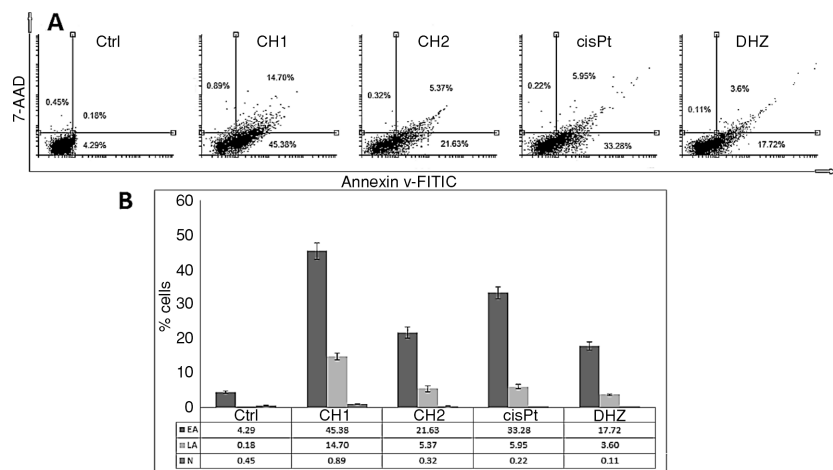 A
Ctrl
CH1
CH2
cisPt
DHZ
7-AAD
0.45%
0.18%
4.29%
0.89%
14.70%
45.38%
0.32%
5.37%
21.63%
0.22%
5.95%
33.28%
0.11%
3.6%
17.72%
Annexin v-FITIC
B
% cells
60
50
40
30
20
10
0
Ctrl CH1 CH2 cisPt DHZ
EA 4.29 45.38 21.63 33.28 17.72
LA 0.18 14.70 5.37 5.95 3.60
N 0.45 0.89 0.32 0.22 0.11